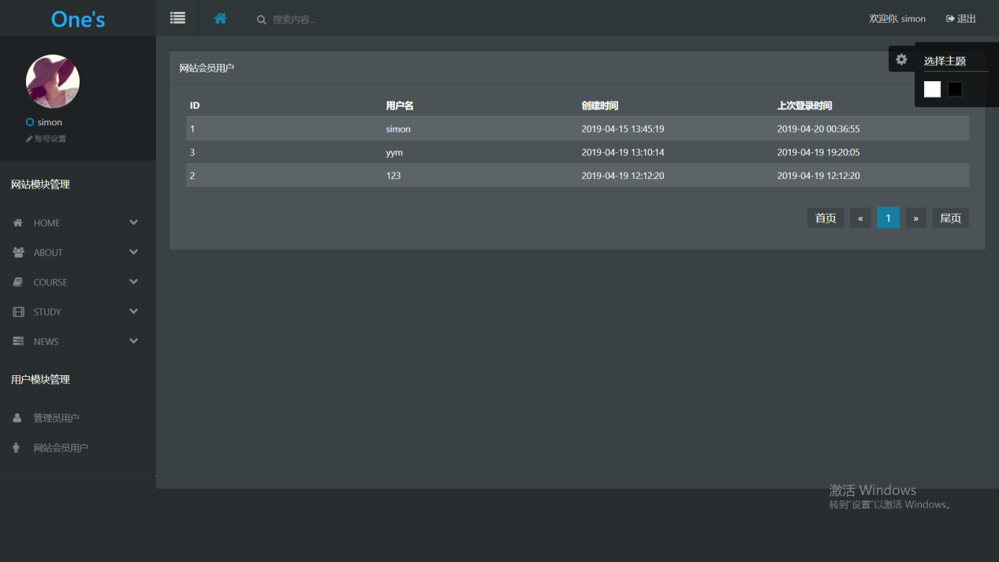 One's
搜索内容...
欢迎你, simon 退出
选择主题
simon
账号设置
网站模块管理
HOME
ABOUT
COURSE
STUDY
NEWS
用户模块管理
管理员用户
网站会员用户
网站会员用户
ID 用户名 创建时间 上次登录时间
1 simon 2019-04-15 13:45:19 2019-04-20 00:36:55
3 yym 2019-04-19 13:10:14 2019-04-19 19:20:05
2 123 2019-04-19 12:12:20 2019-04-19 12:12:20
首页 « 1 » 尾页
激活 Windows
转到"设置"以激活 Windows。